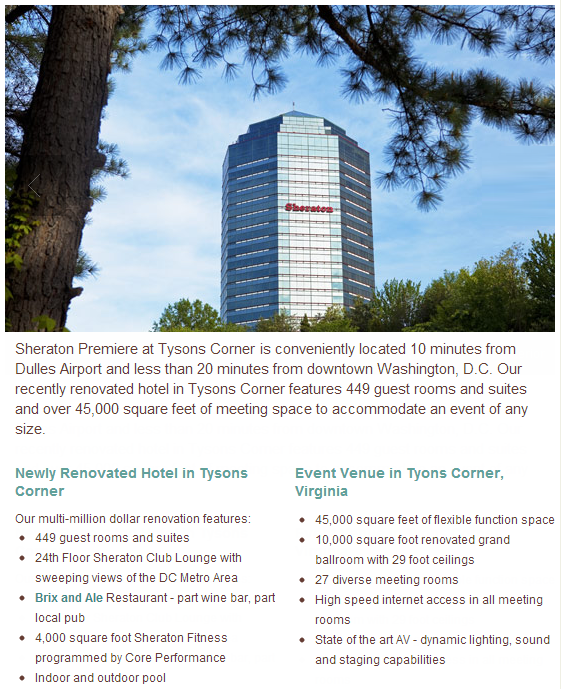 Sheraton
Sheraton Premiere at Tysons Corner is conveniently located 10 minutes from
Dulles Airport and less than 20 minutes from downtown Washington, D.C. Our
recently renovated hotel in Tysons Corner features 449 guest rooms and suites
and over 45,000 square feet of meeting space to accommodate an event of any
size.
Newly Renovated Hotel in Tysons
Corner
Our multi-million dollar renovation features:
• 449 guest rooms and suites
• 24th Floor Sheraton Club Lounge with
sweeping views of the DC Metro Area
• Brix and Ale Restaurant - part wine bar, part
local pub
• 4,000 square foot Sheraton Fitness
programmed by Core Performance
• Indoor and outdoor pool
Event Venue in Tyons Corner,
Virginia
• 45,000 square feet of flexible function space
• 10,000 square foot renovated grand
ballroom with 29 foot ceilings
• 27 diverse meeting rooms
• High speed internet access in all meeting
rooms
• State of the art AV - dynamic lighting, sound
and staging capabilities